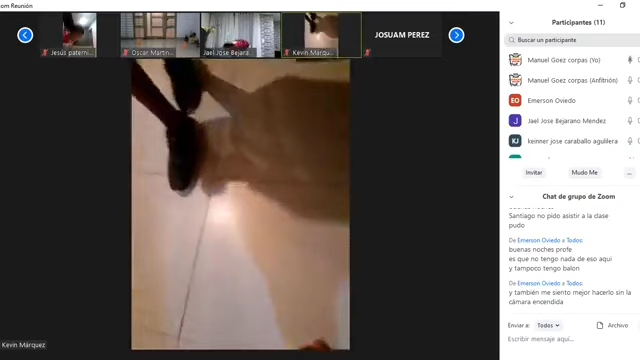 om Reunión
Jesús paterni...
Oscar Martin...
Jael Jose Bejara...
Kevin Márqu...
JOSUAM PEREZ
Participantes (11)
Buscar un participante
Manuel Goez corpas (Yo)
Manuel Goez corpas (Anfitrión)
EO Emerson Oviedo
J Jael Jose Bejarano Mendez
KJ keinner jose caraballo aguilera
Invitar
Mudo Me
...
Chat de grupo de Zoom
Santiago no pido asistir a la clase
pudo
De Emerson Oviedo a Todos:
buenas noches profe
es que no tengo nada de eso aqui
y tampoco tengo balon
De Emerson Oviedo a Todos:
y también me siento mejor hacerlo sin la
cámara encendida
Enviar a: Todos
Archivo
Escribir mensaje aquí...
Kevin Márquez